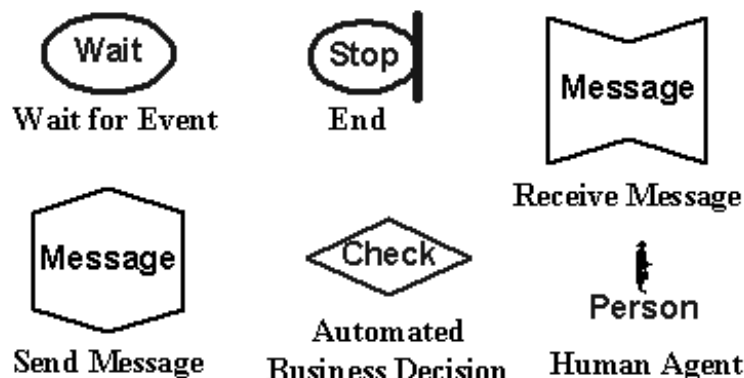 Wait
Wait for Event
Stop
End
Message
Receive Message
Message
Send Message
Check
Automated
Business Decision
Person
Human Agent